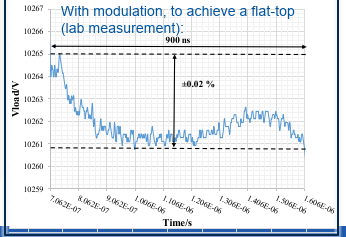 With modulation, to achieve a flat-top
(lab measurement):
900 ns
±0.02 %
Vload/V
10267
10266
10265
10264
10263
10262
10261
10260
10259
7.062E-07
8.062E-07
9.062E-07
1.006E-06
1.106E-06
1.206E-06
1.306E-06
1.406E-06
1.506E-06
1.606E-06
Time/s